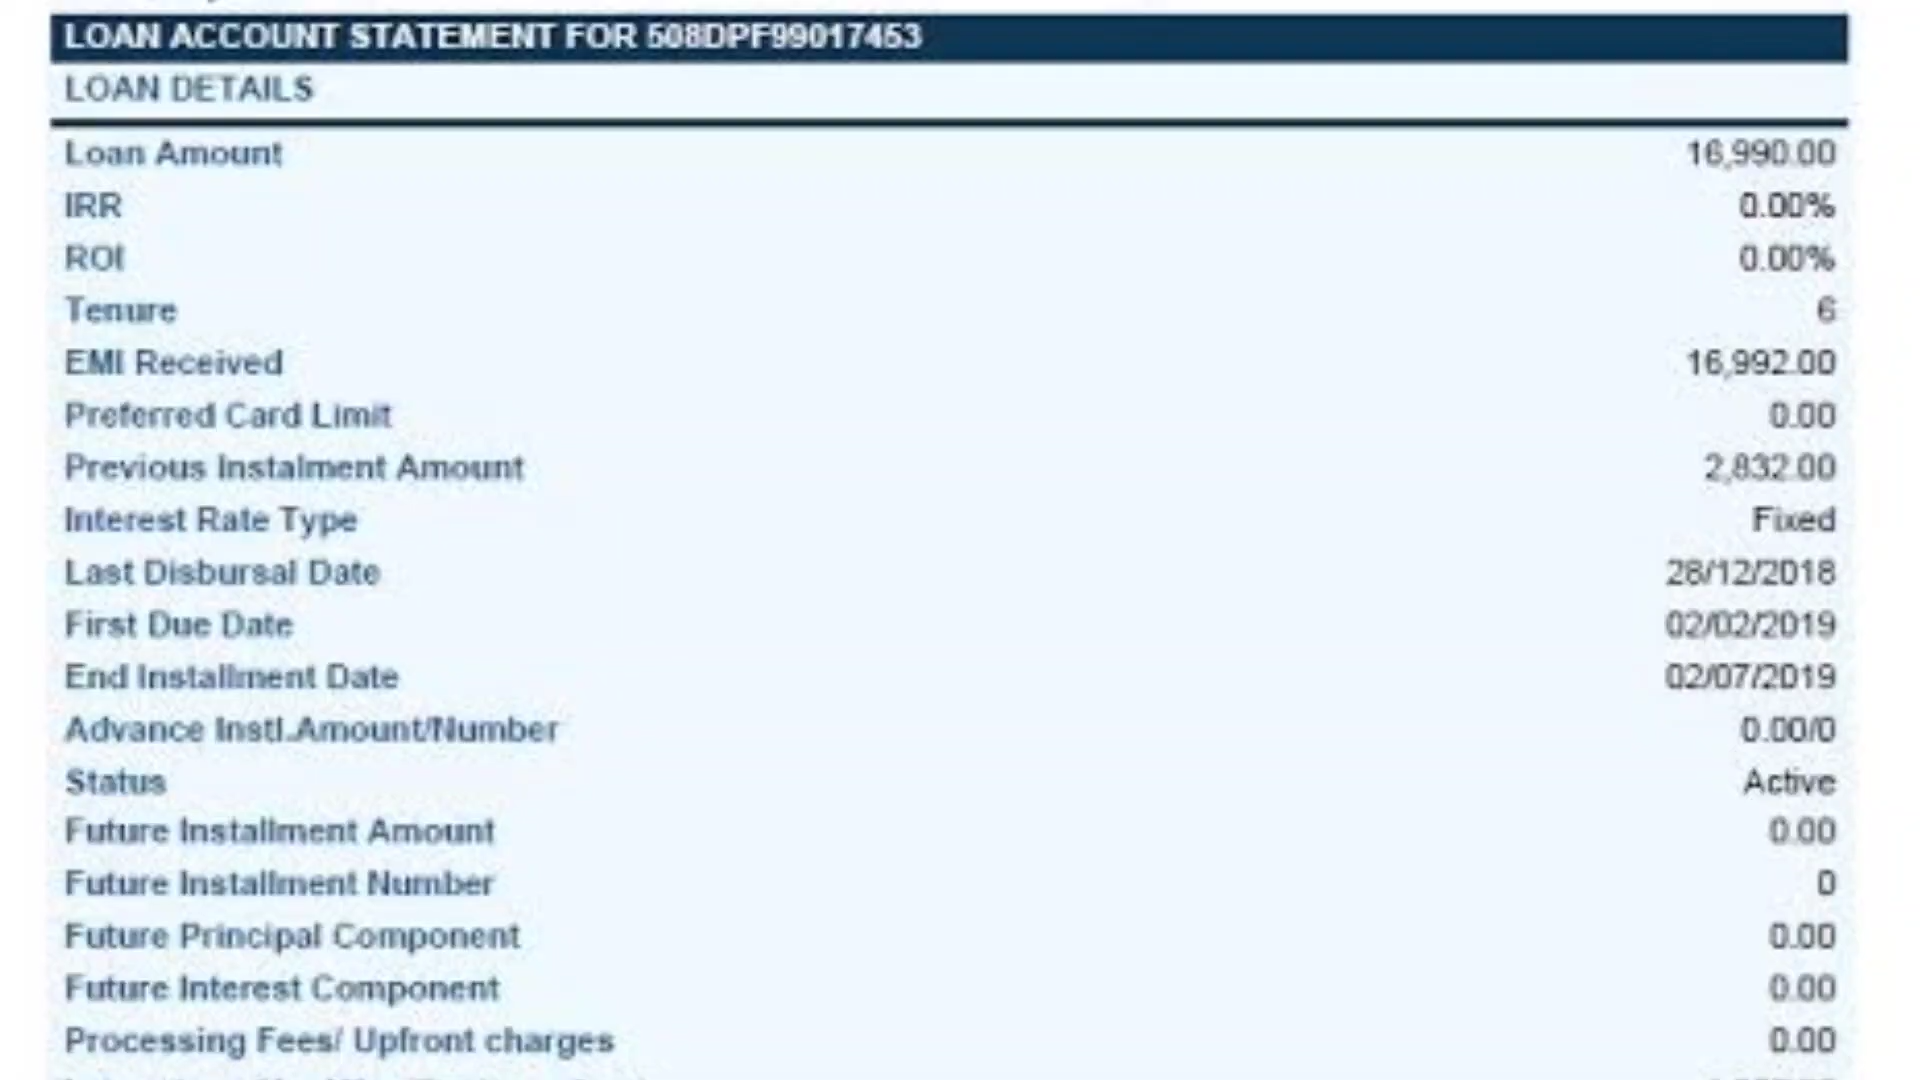 LOAN ACCOUNT STATEMENT FOR 508DPF99017453
LOAN DETAILS
Loan Amount 16,990.00
IRR 0.00%
ROI 0.00%
Tenure 6
EMI Received 16,992.00
Preferred Card Limit 0.00
Previous Instalment Amount 2,832.00
Interest Rate Type Fixed
Last Disbursal Date 28/12/2018
First Due Date 02/02/2019
End Installment Date 02/07/2019
Advance Instl.Amount/Number 0.00/0
Status Active
Future Installment Amount 0.00
Future Installment Number 0
Future Principal Component 0.00
Future Interest Component 0.00
Processing Fees/ Upfront charges 0.00